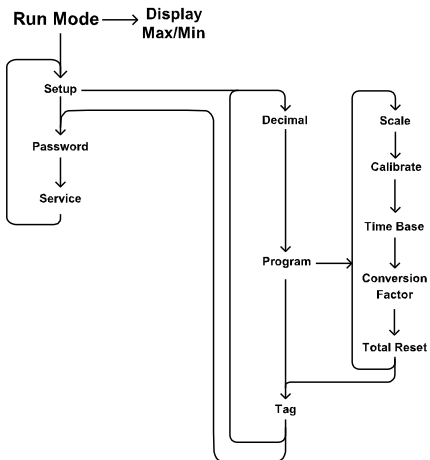 Run Mode
Display
Max/Min
Setup
Password
Service
Decimal
Program
Tag
Scale
Calibrate
Time Base
Conversion
Factor
Total Reset